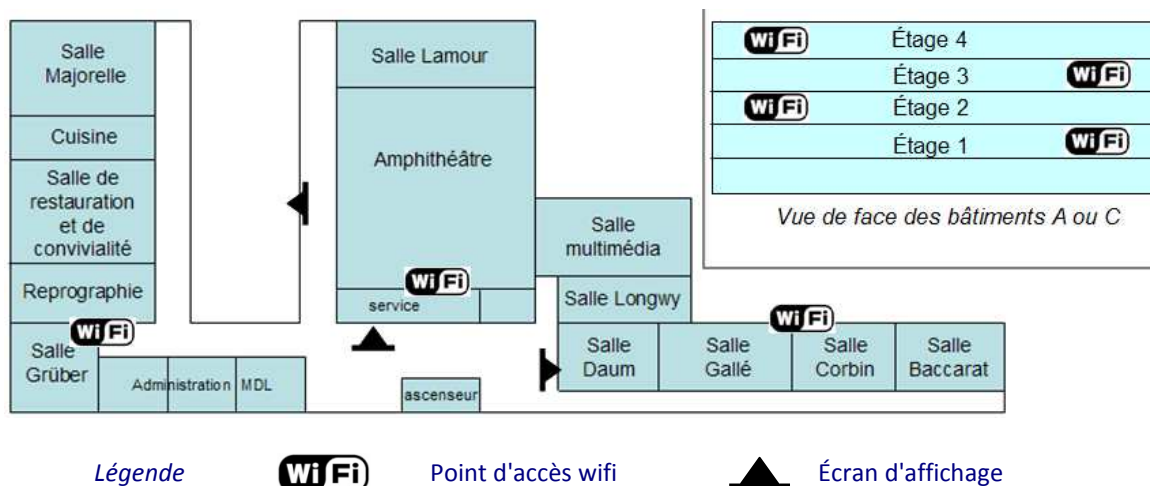 Salle
Majorelle
Cuisine
Salle de
restauration
et de
convivialité
Reprographie
WiFi
Salle
Grüber
Administration
MDL
Salle Lamour
Amphithéâtre
WiFi
service
ascenseur
Salle
multimédia
Salle Longwy
WiFi
Salle
Daum
Salle
Gallé
Salle
Corbin
Salle
Baccarat
WiFi Étage 4
Étage 3 WiFi
WiFi Étage 2
Étage 1 WiFi
Vue de face des bâtiments A ou C
Légende
WiFi
Point d'accès wifi
Écran d'affichage